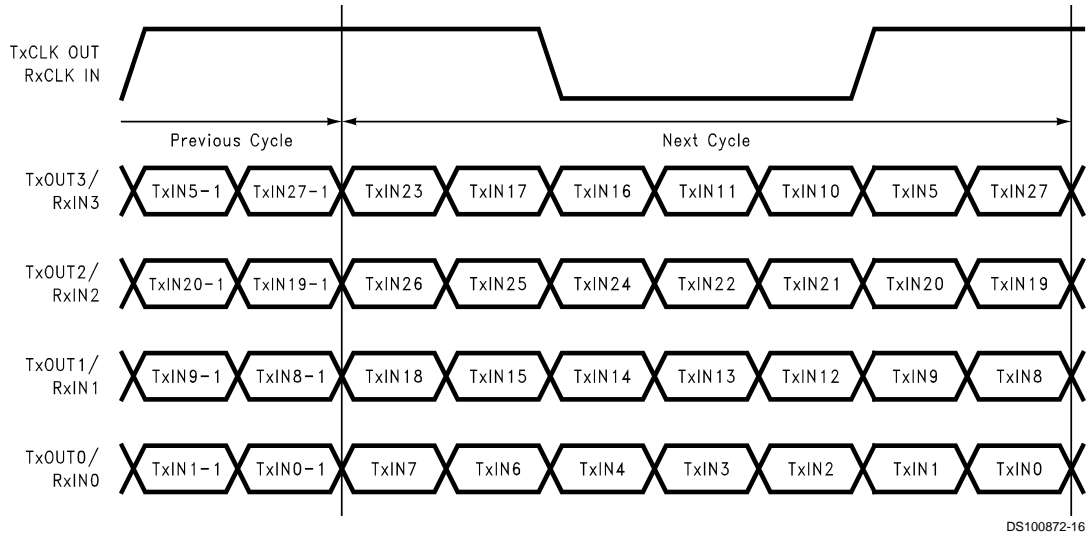 TxCLK OUT
RxCLK IN
Previous Cycle
Next Cycle
TxOUT3/
RxIN3
TxIN5-1 TxIN27-1 TxIN23 TxIN17 TxIN16 TxIN11 TxIN10 TxIN5 TxIN27
TxOUT2/
RxIN2
TxIN20-1 TxIN19-1 TxIN26 TxIN25 TxIN24 TxIN22 TxIN21 TxIN20 TxIN19
TxOUT1/
RxIN1
TxIN9-1 TxIN8-1 TxIN18 TxIN15 TxIN14 TxIN13 TxIN12 TxIN9 TxIN8
TxOUT0/
RxIN0
TxIN1-1 TxIN0-1 TxIN7 TxIN6 TxIN4 TxIN3 TxIN2 TxIN1 TxIN0
DS100872-16